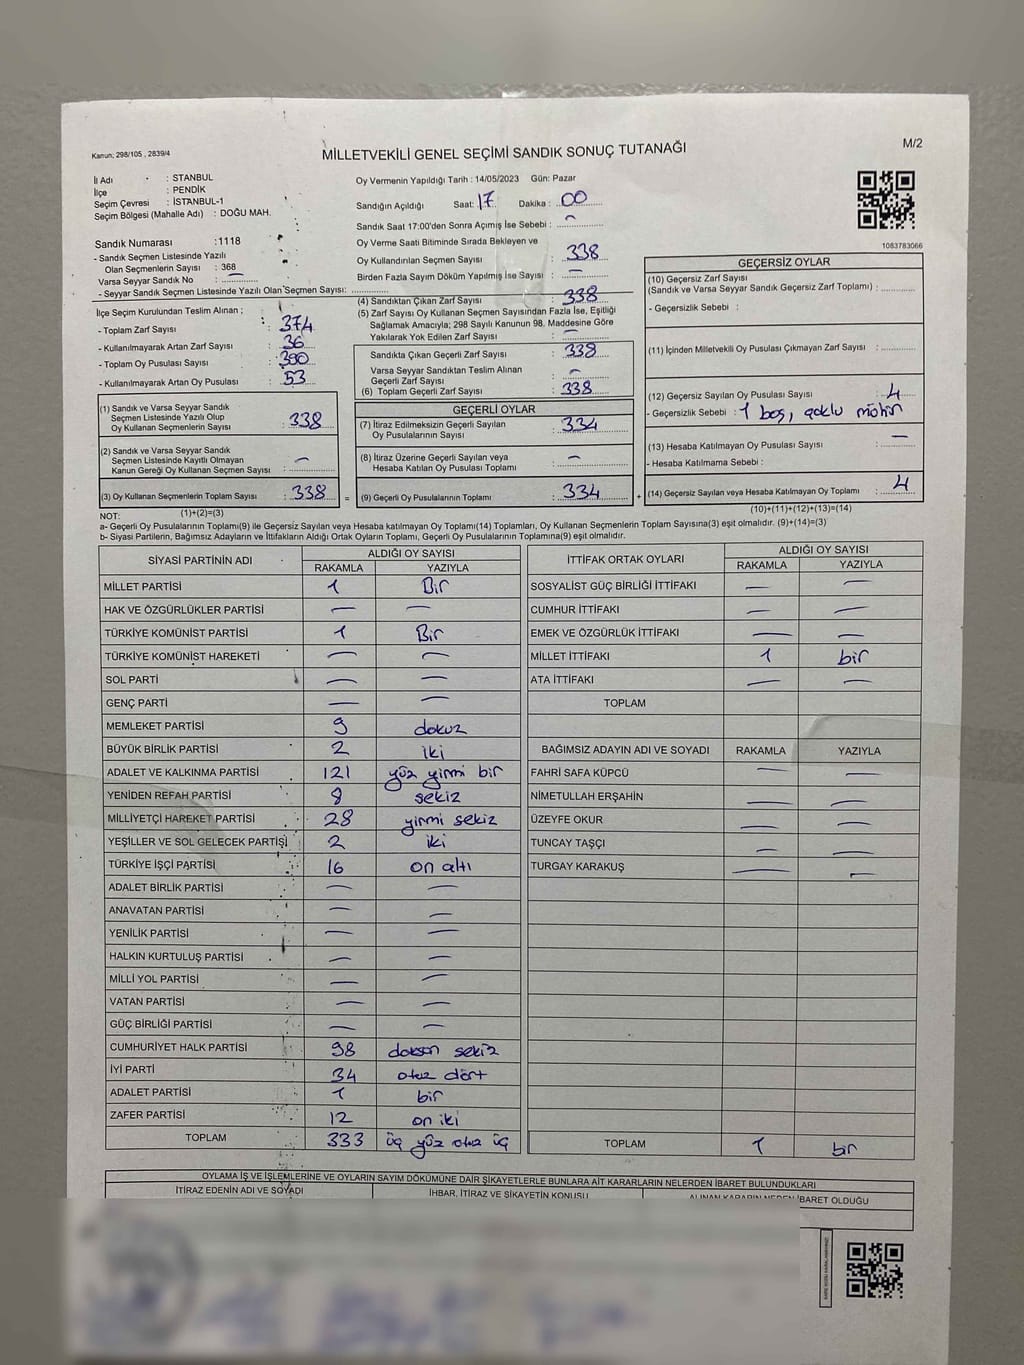 Kanun; 298/105 , 2839/4
MİLLETVEKİLİ GENEL SEÇİMİ SANDIK SONUÇ TUTANAĞI
M/2
İl Adı : STANBUL
İlçe : PENDİK
Seçim Çevresi : İSTANBUL-1
Seçim Bölgesi (Mahalle Adı) : DOĞU MAH.
Sandık Numarası :1118
- Sandık Seçmen Listesinde Yazılı
Olan Seçmenlerin Sayısı : 368
Varsa Seyyar Sandık No : —
- Seyyar Sandık Seçmen Listesinde Yazılı Olan Seçmen Sayısı: ..............
İlçe Seçim Kurulundan Teslim Alınan ;
- Toplam Zarf Sayısı : 374
- Kullanılmayarak Artan Zarf Sayısı : 36
- Toplam Oy Pusulası Sayısı : 390
- Kullanılmayarak Artan Oy Pusulası : 53
(1) Sandık ve Varsa Seyyar Sandık
Seçmen Listesinde Yazılı Olup
Oy Kullanan Seçmenlerin Sayısı : 338
(2) Sandık ve Varsa Seyyar Sandık
Seçmen Listesinde Kayıtlı Olmayan
Kanun Gereği Oy Kullanan Seçmen Sayısı : —
(3) Oy Kullanan Seçmenlerin Toplam Sayısı : 338 =
(1)+(2)=(3)
Oy Vermenin Yapıldığı Tarih : 14/05/2023 Gün: Pazar
Sandığın Açıldığı Saat: 17 Dakika : 00
Sandık Saat 17:00'den Sonra Açımış İse Sebebi : —
Oy Verme Saati Bitiminde Sırada Bekleyen ve
Oy Kullandırılan Seçmen Sayısı : 338
Birden Fazla Sayım Döküm Yapılmış İse Sayısı : —
(4) Sandıktan Çıkan Zarf Sayısı : 338
(5) Zarf Sayısı Oy Kullanan Seçmen Sayısından Fazla İse, Eşitliği
Sağlamak Amacıyla; 298 Sayılı Kanunun 98. Maddesine Göre
Yakılarak Yok Edilen Zarf Sayısı : —
Sandıkta Çıkan Geçerli Zarf Sayısı : 338
Varsa Seyyar Sandıktan Teslim Alınan
Geçerli Zarf Sayısı : —
(6) Toplam Geçerli Zarf Sayısı : 338
GEÇERLİ OYLAR
(7) İtiraz Edilmeksizin Geçerli Sayılan
Oy Pusulalarının Sayısı : 334
(8) İtiraz Üzerine Geçerli Sayılan veya
Hesaba Katılan Oy Pusulası Toplamı : —
(9) Geçerli Oy Pusulalarının Toplamı : 334 +
1083783066
GEÇERSİZ OYLAR
(10) Geçersiz Zarf Sayısı
(Sandık ve Varsa Seyyar Sandık Geçersiz Zarf Toplamı) : ............
- Geçersizlik Sebebi :
(11) İçinden Milletvekili Oy Pusulası Çıkmayan Zarf Sayısı : ............
(12) Geçersiz Sayılan Oy Pusulası Sayısı : 4
- Geçersizlik Sebebi : 1 boş, çoklu mühür
(13) Hesaba Katılmayan Oy Pusulası Sayısı : —
- Hesaba Katılmama Sebebi :
(14) Geçersiz Sayılan veya Hesaba Katılmayan Oy Toplamı : 4
(10)+(11)+(12)+(13)=(14)
NOT:
a- Geçerli Oy Pusulalarının Toplamı(9) ile Geçersiz Sayılan veya Hesaba katılmayan Oy Toplamı(14) Toplamları, Oy Kullanan Seçmenlerin Toplam Sayısına(3) eşit olmalıdır. (9)+(14)=(3)
b- Siyasi Partilerin, Bağımsız Adayların ve İttifakların Aldığı Ortak Oyların Toplamı, Geçerli Oy Pusulalarının Toplamına(9) eşit olmalıdır.
SİYASİ PARTİNİN ADI ALDIĞI OY SAYISI
RAKAMLA YAZIYLA
MİLLET PARTİSİ 1 Bir
HAK VE ÖZGÜRLÜKLER PARTİSİ — —
TÜRKİYE KOMÜNİST PARTİSİ 1 Bir
TÜRKİYE KOMÜNİST HAREKETİ — —
SOL PARTİ — —
GENÇ PARTİ — —
MEMLEKET PARTİSİ 9 dokuz
BÜYÜK BİRLİK PARTİSİ 2 iki
ADALET VE KALKINMA PARTİSİ 121 yüz yirmi bir
YENİDEN REFAH PARTİSİ 8 sekiz
MİLLİYETÇİ HAREKET PARTİSİ 28 yirmi sekiz
YEŞİLLER VE SOL GELECEK PARTİSİ 2 iki
TÜRKİYE İŞÇİ PARTİSİ 16 on altı
ADALET BİRLİK PARTİSİ — —
ANAVATAN PARTİSİ — —
YENİLİK PARTİSİ — —
HALKIN KURTULUŞ PARTİSİ — —
MİLLİ YOL PARTİSİ — —
VATAN PARTİSİ — —
GÜÇ BİRLİĞİ PARTİSİ — —
CUMHURİYET HALK PARTİSİ 98 doksan sekiz
İYİ PARTİ 34 otuz dört
ADALET PARTİSİ 1 bir
ZAFER PARTİSİ 12 on iki
TOPLAM 333 üç yüz otuz üç
İTTİFAK ORTAK OYLARI ALDIĞI OY SAYISI
RAKAMLA YAZIYLA
SOSYALİST GÜÇ BİRLİĞİ İTTİFAKI — —
CUMHUR İTTİFAKI — —
EMEK VE ÖZGÜRLÜK İTTİFAKI — —
MİLLET İTTİFAKI 1 bir
ATA İTTİFAKI — —
TOPLAM
BAĞIMSIZ ADAYIN ADI VE SOYADI RAKAMLA YAZIYLA
FAHRİ SAFA KÜPCÜ — —
NİMETULLAH ERŞAHİN — —
ÜZEYFE OKUR — —
TUNCAY TAŞÇI — —
TURGAY KARAKUŞ — —
TOPLAM 1 bir
OYLAMA İŞ VE İŞLEMLERİNE VE OYLARIN SAYIM DÖKÜMÜNE DAİR ŞİKAYETLERLE BUNLARA AİT KARARLARIN NELERDEN İBARET BULUNDUKLARI
İTİRAZ EDENİN ADI VE SOYADI İHBAR, İTİRAZ VE ŞİKAYETİN KONUSU ALINAN KARARIN NEDEN İBARET OLDUĞU